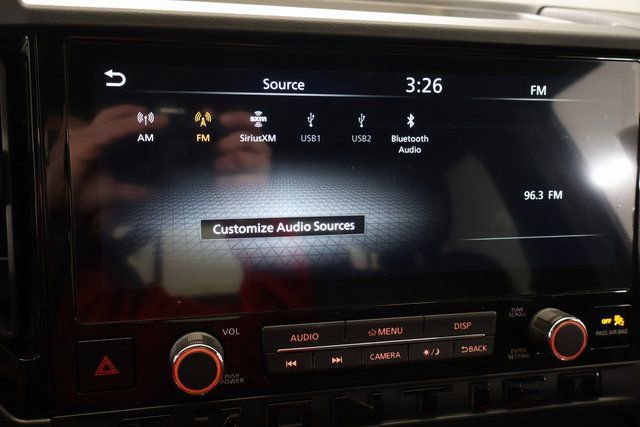 Source 3:26 FM
sxm
AM FM SiriusXM USB1 USB2 Bluetooth
Audio
96.3 FM
Customize Audio Sources
TUNE
SCROLL
VOL AUDIO MENU DISP
OFF
PASS AIR BAG
CAMERA BACK
ENTER
SETTING
PUSH
POWER